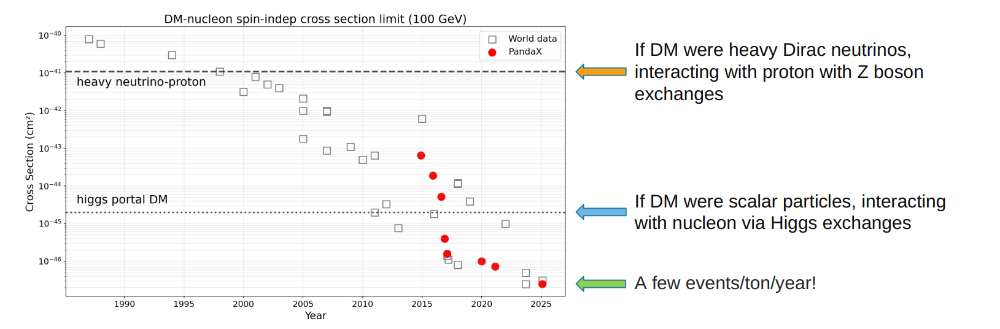 DM-nucleon spin-indep cross section limit (100 GeV)
10⁻⁴⁰
10⁻⁴¹
10⁻⁴²
10⁻⁴³
10⁻⁴⁴
10⁻⁴⁵
10⁻⁴⁶
Cross Section (cm²)
World data
PandaX
heavy neutrino-proton
higgs portal DM
1990 1995 2000 2005 2010 2015 2020 2025
Year
If DM were heavy Dirac neutrinos,
interacting with proton with Z boson
exchanges
If DM were scalar particles, interacting
with nucleon via Higgs exchanges
A few events/ton/year!